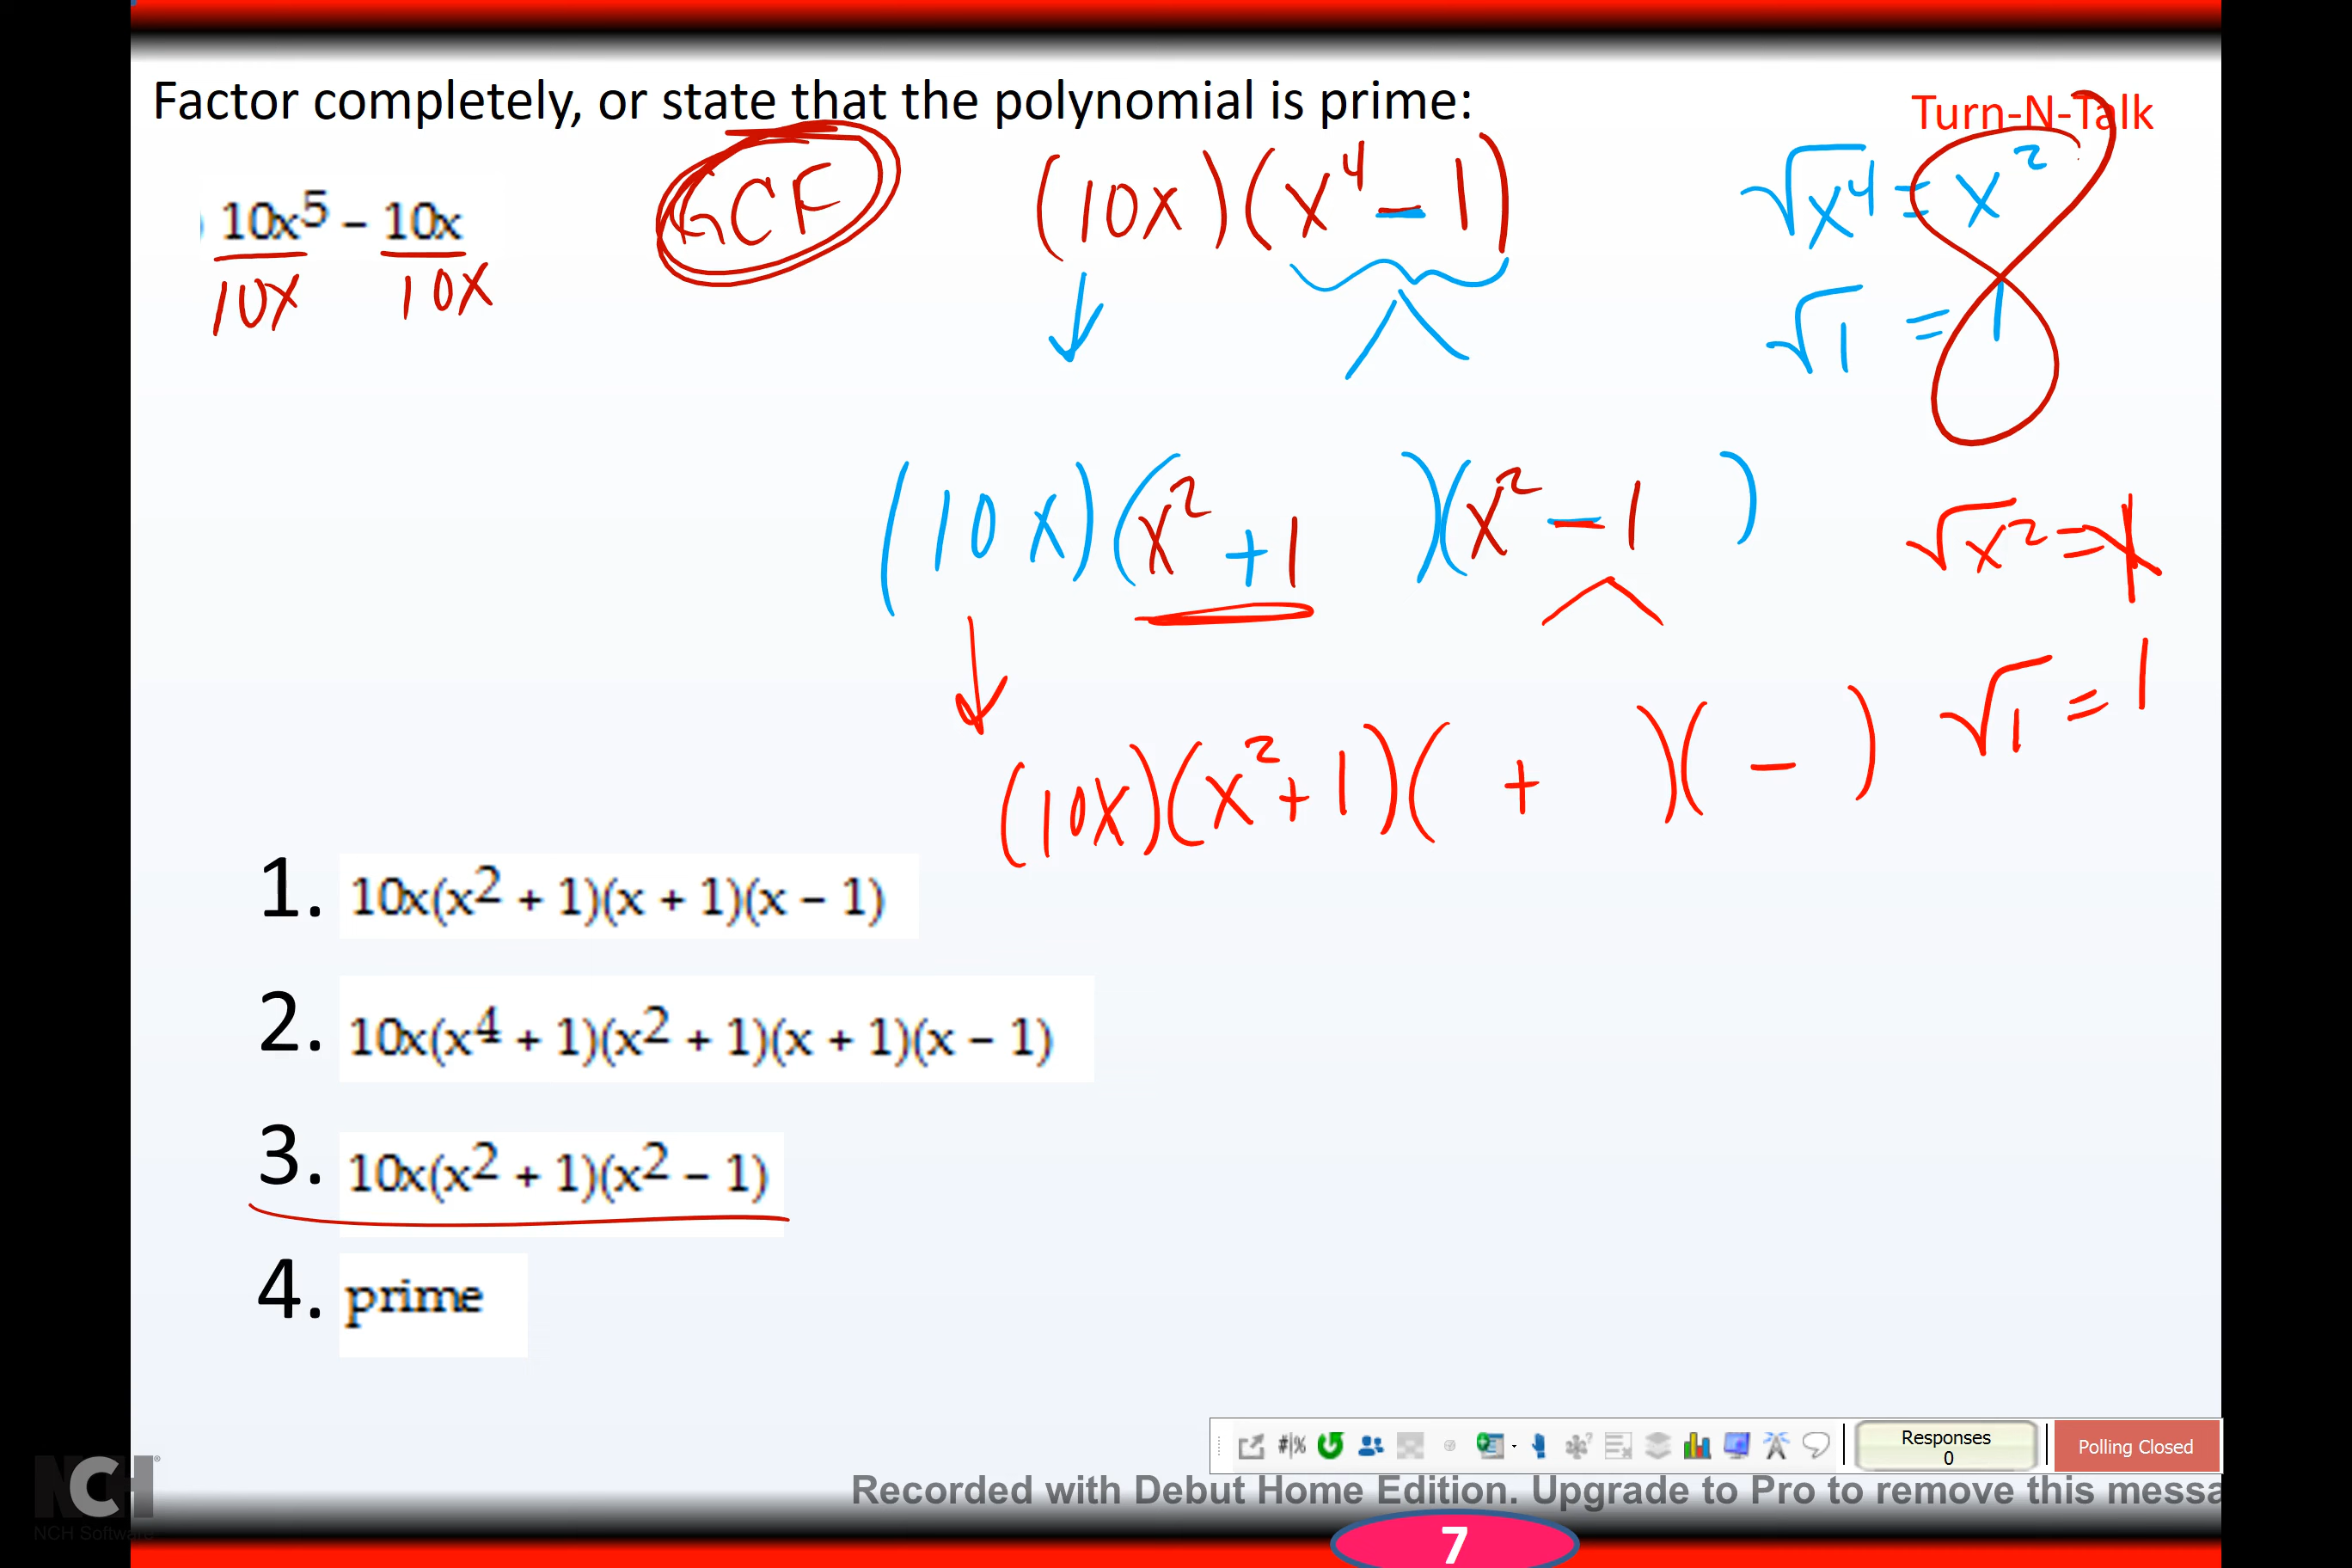 Factor completely, or state that the polynomial is prime:
Turn-N-Talk
10x⁵ – 10x
10x 10x
GCF
(10x)(x⁴ - 1)
√x⁴ = x²
√1 = 1
(10x)(x² + 1)(x² - 1)
√x² = x
√1 = 1
(10x)(x² + 1)( + )( - )
1. 10x(x² + 1)(x + 1)(x – 1)
2. 10x(x⁴ + 1)(x² + 1)(x + 1)(x – 1)
3. 10x(x² + 1)(x² – 1)
4. prime
#|%
Responses
0
Polling Closed
Recorded with Debut Home Edition. Upgrade to Pro to remove this messa
NCH®
NCH Software
7